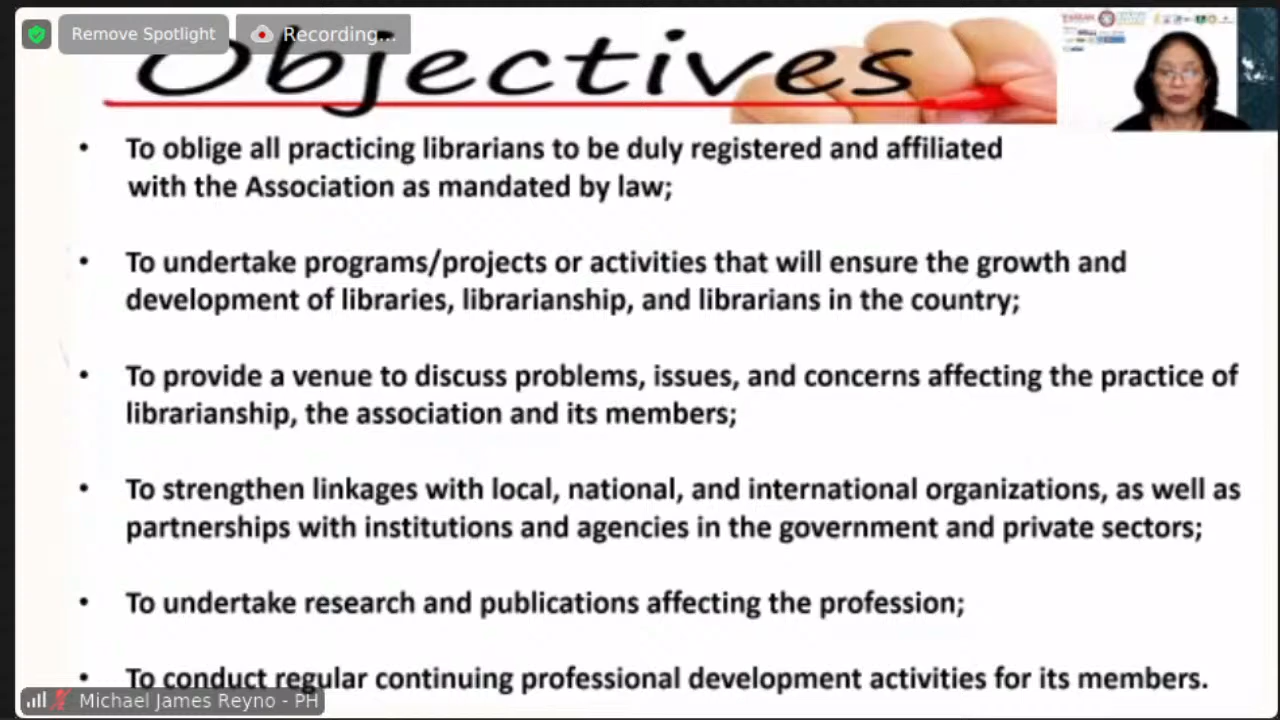 Remove Spotlight
Recording...
Objectives
• To oblige all practicing librarians to be duly registered and affiliated
with the Association as mandated by law;
• To undertake programs/projects or activities that will ensure the growth and
development of libraries, librarianship, and librarians in the country;
• To provide a venue to discuss problems, issues, and concerns affecting the practice of
librarianship, the association and its members;
• To strengthen linkages with local, national, and international organizations, as well as
partnerships with institutions and agencies in the government and private sectors;
• To undertake research and publications affecting the profession;
• To conduct regular continuing professional development activities for its members.
Michael James Reyno - PH